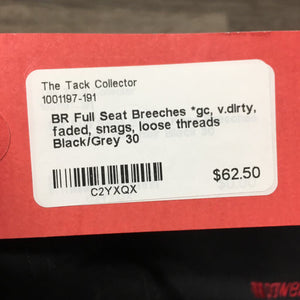 The Tack Collector
1001197-191
BR Full Seat Breeches *gc, v.dirty,
faded, snags, loose threads
Black/Grey 30
C2YXQX
$62.50